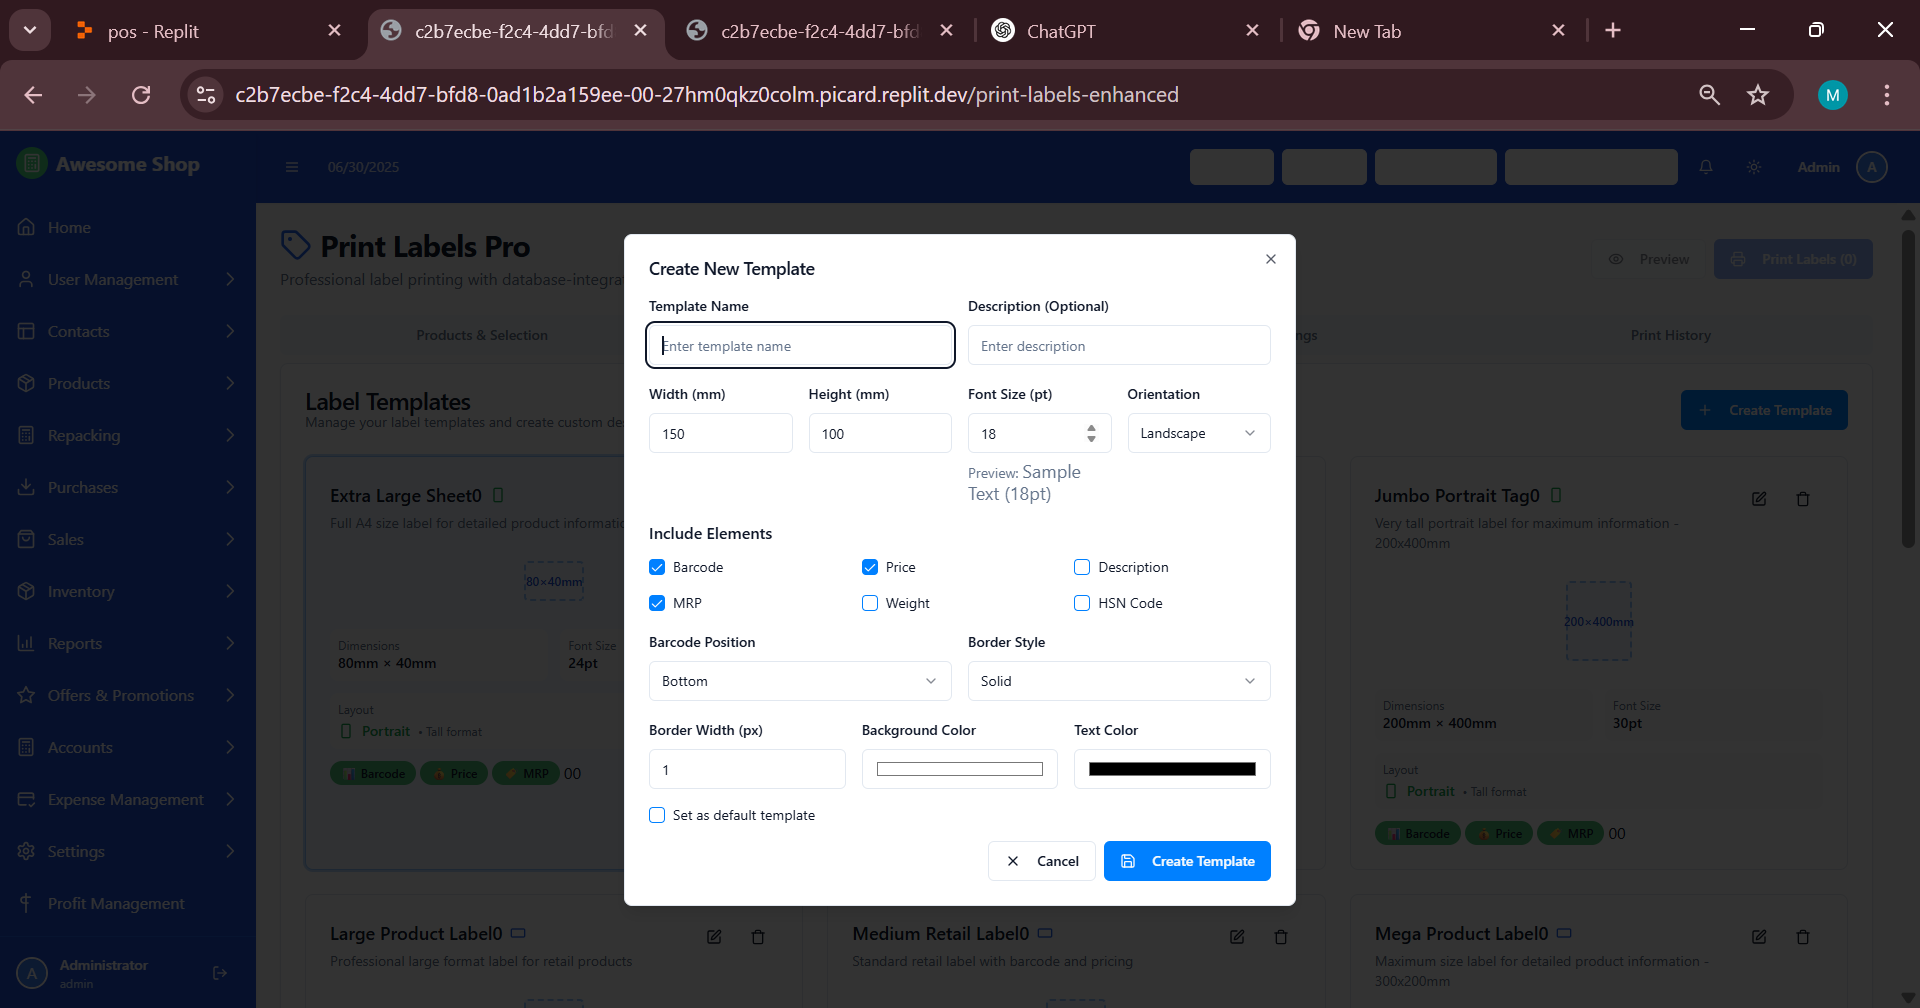 pos - Replit
c2b7ecbe-f2c4-4dd7-bfd
c2b7ecbe-f2c4-4dd7-bfd
ChatGPT
New Tab
c2b7ecbe-f2c4-4dd7-bfd8-0ad1b2a159ee-00-27hm0qkz0colm.picard.replit.dev/print-labels-enhanced
M
Awesome Shop
06/30/2025
Admin
A
Home
User Management
Contacts
Products
Repacking
Purchases
Sales
Inventory
Reports
Offers & Promotions
Accounts
Expense Management
Settings
Profit Management
A
Administrator
admin
Print Labels Pro
Professional label printing with database-integra
Preview
Print Labels (0)
Products & Selection
ngs
Print History
Label Templates
Manage your label templates and create custom de
Create Template
Extra Large Sheet0
Full A4 size label for detailed product informatio
80×40mm
Dimensions
80mm × 40mm
Font Size
24pt
Layout
Portrait • Tall format
Barcode
Price
MRP
00
Jumbo Portrait Tag0
Very tall portrait label for maximum information -
200x400mm
200×400mm
Dimensions
200mm × 400mm
Font Size
30pt
Layout
Portrait • Tall format
Barcode
Price
MRP
00
Large Product Label0
Professional large format label for retail products
Medium Retail Label0
Standard retail label with barcode and pricing
Mega Product Label0
Maximum size label for detailed product information -
300x200mm
Create New Template
Template Name
Description (Optional)
Enter template name
Enter description
Width (mm)
Height (mm)
Font Size (pt)
Orientation
150
100
18
Landscape
Preview: Sample
Text (18pt)
Include Elements
Barcode
Price
Description
MRP
Weight
HSN Code
Barcode Position
Border Style
Bottom
Solid
Border Width (px)
Background Color
Text Color
1
Set as default template
Cancel
Create Template